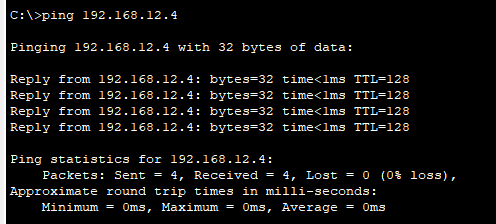 C:\>ping 192.168.12.4
Pinging 192.168.12.4 with 32 bytes of data:
Reply from 192.168.12.4: bytes=32 time<1ms TTL=128
Reply from 192.168.12.4: bytes=32 time<1ms TTL=128
Reply from 192.168.12.4: bytes=32 time<1ms TTL=128
Reply from 192.168.12.4: bytes=32 time<1ms TTL=128
Ping statistics for 192.168.12.4:
    Packets: Sent = 4, Received = 4, Lost = 0 (0% loss),
Approximate round trip times in milli-seconds:
    Minimum = 0ms, Maximum = 0ms, Average = 0ms